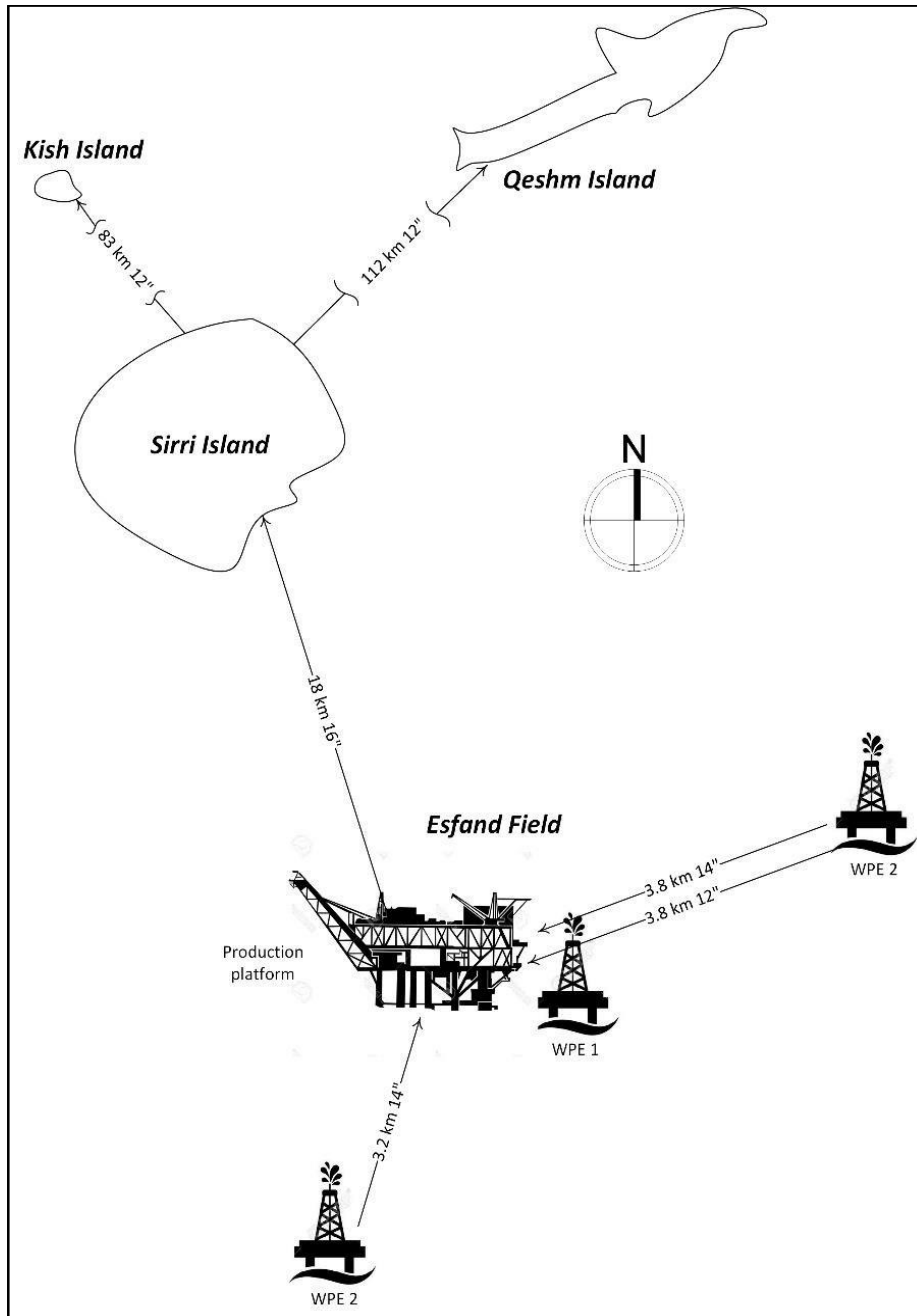 Kish Island
Qeshm Island
83 km 12"
112 km 12"
Sirri Island
N
18 km 16"
Esfand Field
WPE 2
3.8 km 14"
3.8 km 12"
Production
platform
WPE 1
3.2 km 14"
WPE 2